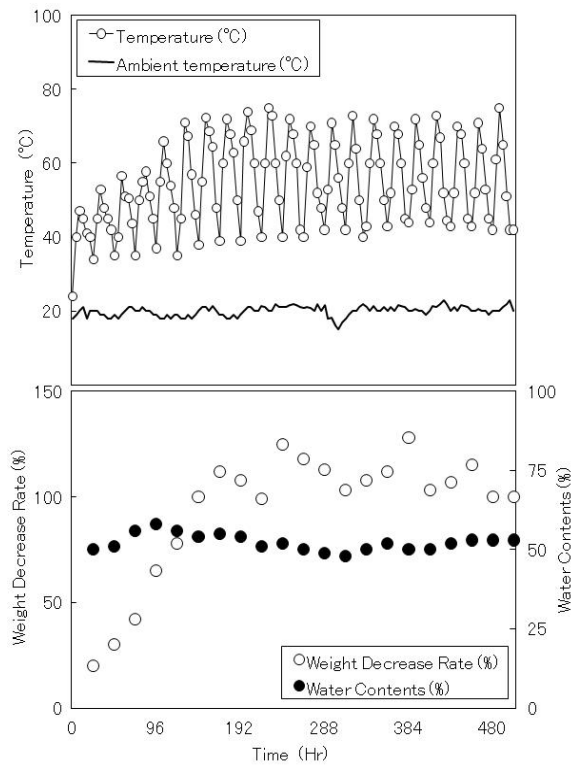 100
80
60
40
20
Temperature (℃)
Temperature(℃)
Ambient temperature(℃)
150
100
50
0
Weight Decrease Rate(%)
100
75
50
25
0
Water Contents(%)
Weight Decrease Rate(%)
Water Contents(%)
0 96 192 288 384 480
Time (Hr)